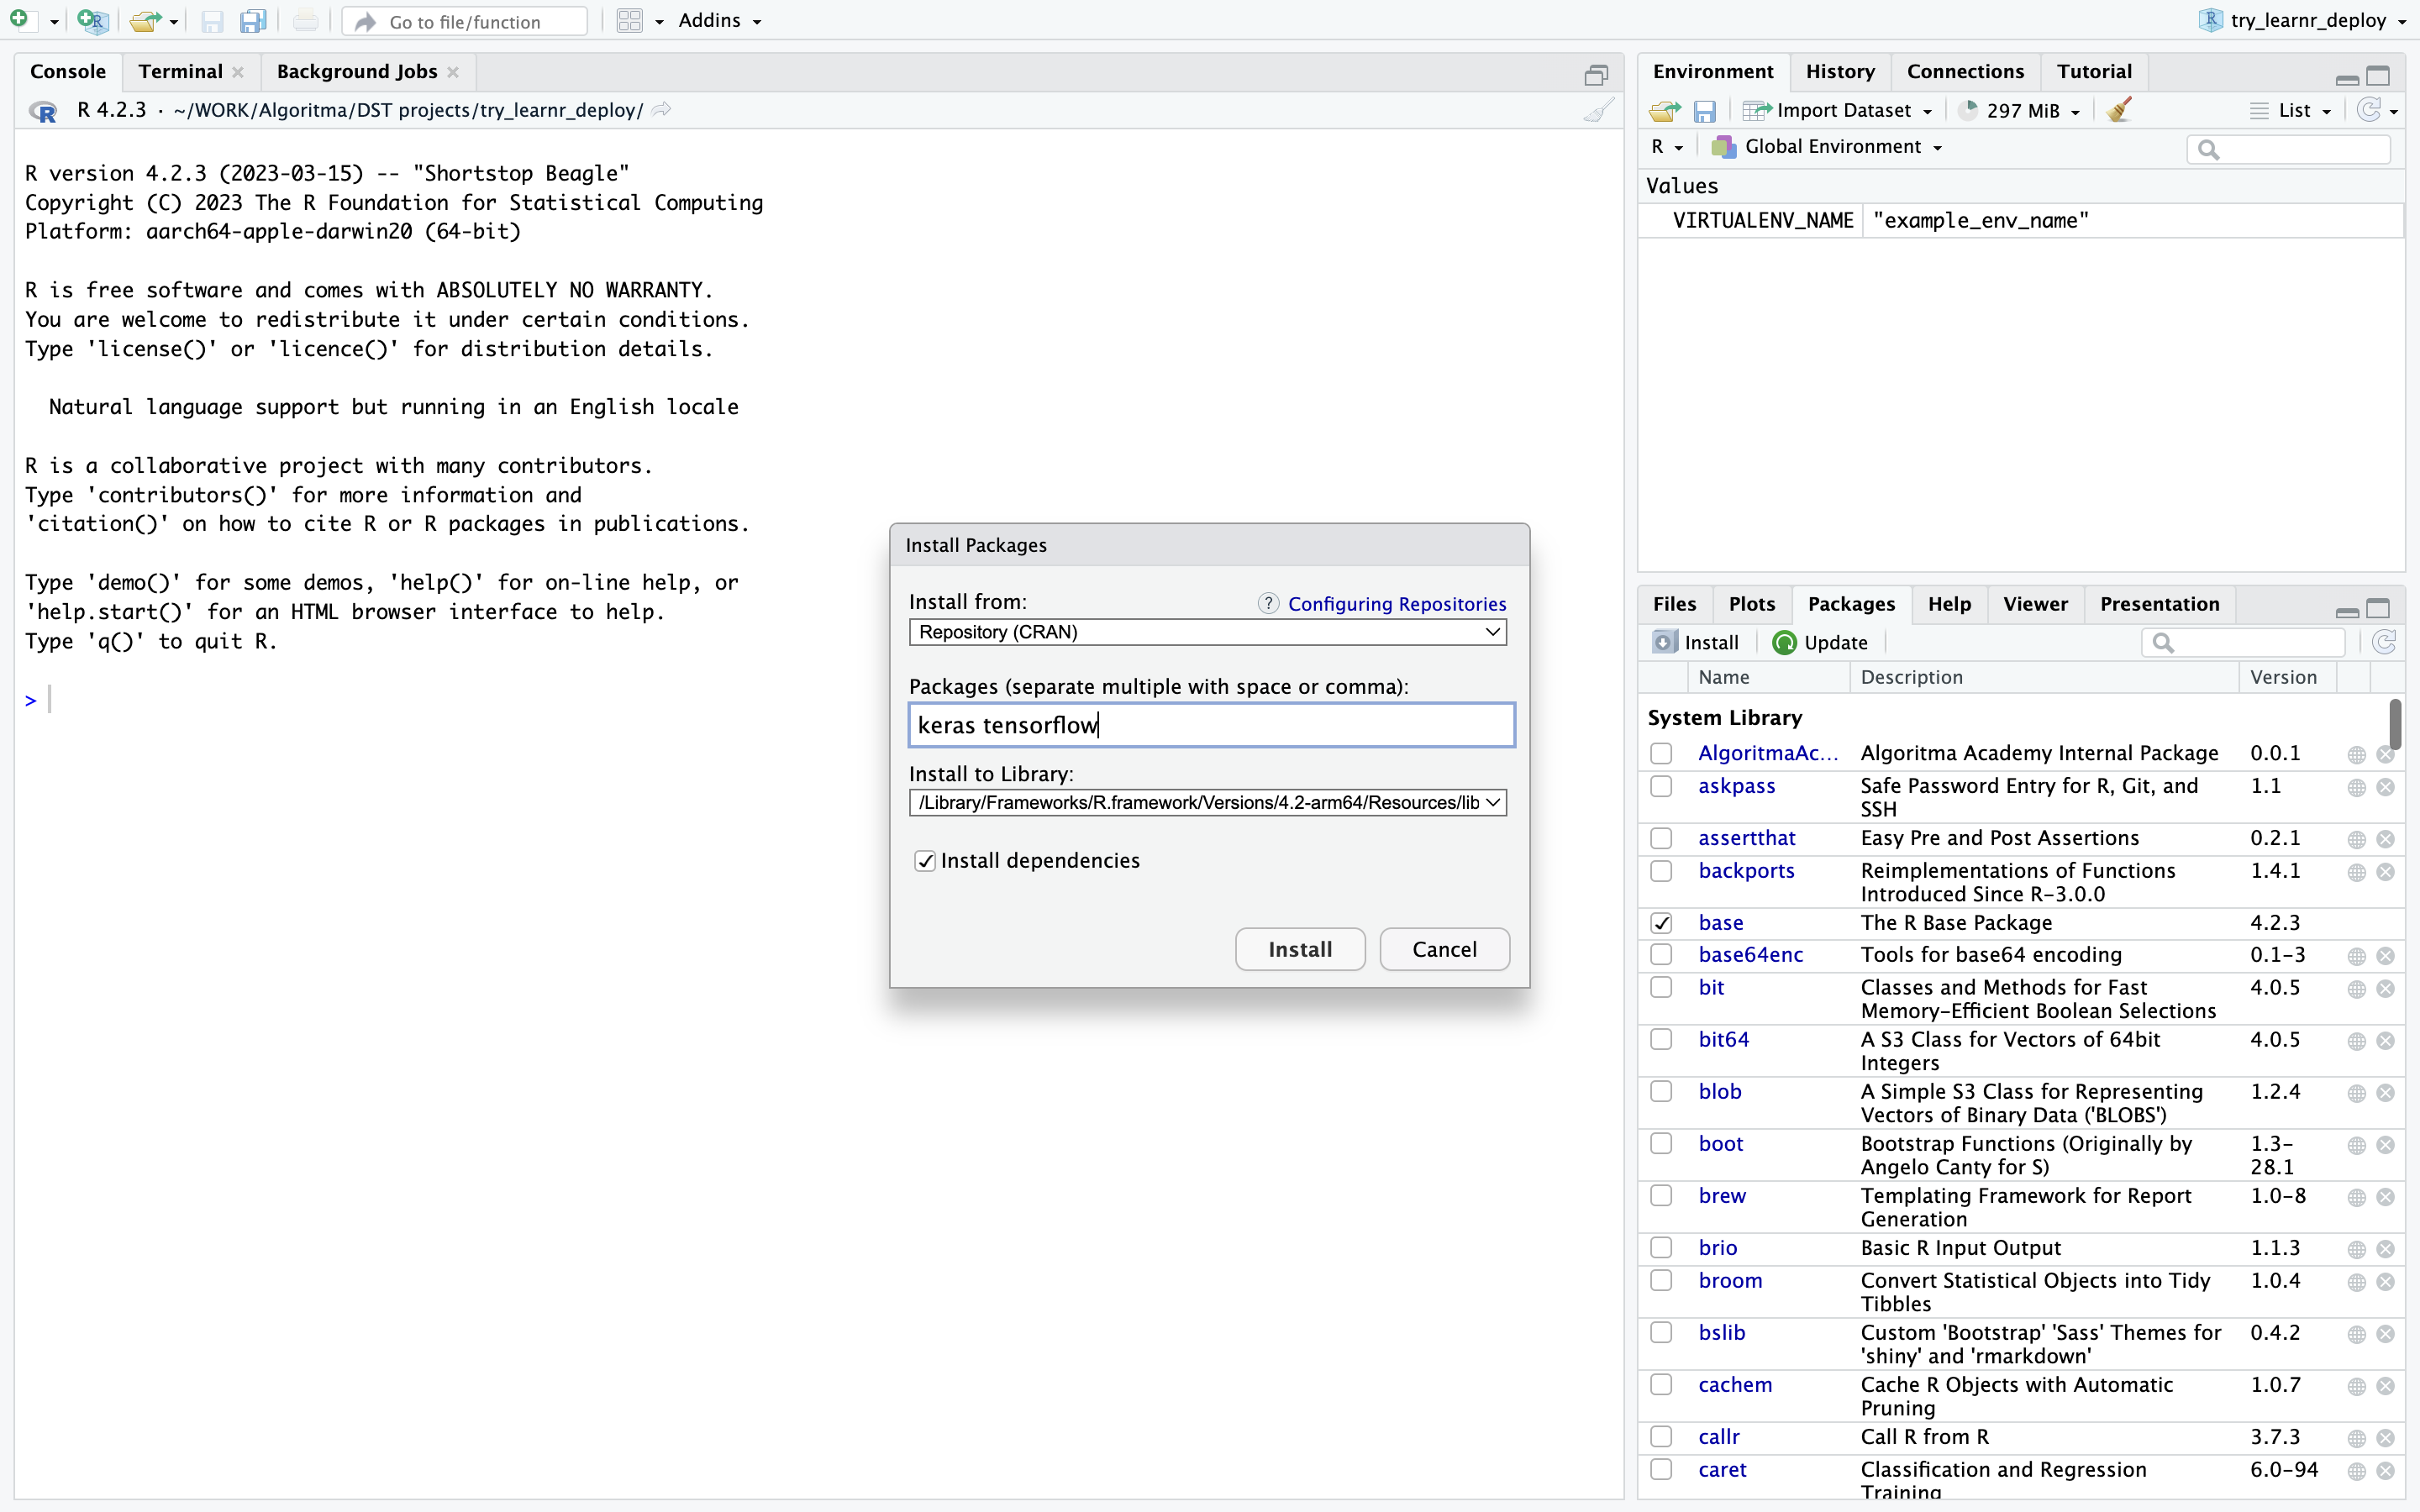 Go to file/function
Addins
try_learnr_deploy
Console Terminal Background Jobs
R 4.2.3 · ~/WORK/Algoritma/DST projects/try_learnr_deploy/
R version 4.2.3 (2023-03-15) -- "Shortstop Beagle"
Copyright (C) 2023 The R Foundation for Statistical Computing
Platform: aarch64-apple-darwin20 (64-bit)
R is free software and comes with ABSOLUTELY NO WARRANTY.
You are welcome to redistribute it under certain conditions.
Type 'license()' or 'licence()' for distribution details.
Natural language support but running in an English locale
R is a collaborative project with many contributors.
Type 'contributors()' for more information and
'citation()' on how to cite R or R packages in publications.
Type 'demo()' for some demos, 'help()' for on-line help, or
'help.start()' for an HTML browser interface to help.
Type 'q()' to quit R.
>
Install Packages
Install from:
? Configuring Repositories
Repository (CRAN)
Packages (separate multiple with space or comma):
keras tensorflow
Install to Library:
/Library/Frameworks/R.framework/Versions/4.2-arm64/Resources/lib
Install dependencies
Install Cancel
Environment History Connections Tutorial
Import Dataset 297 MiB List
R Global Environment
Values
VIRTUALENV_NAME "example_env_name"
Files Plots Packages Help Viewer Presentation
Install Update
Name Description Version
System Library
AlgoritmaAc... Algoritma Academy Internal Package 0.0.1
askpass Safe Password Entry for R, Git, and 1.1
SSH
assertthat Easy Pre and Post Assertions 0.2.1
backports Reimplementations of Functions 1.4.1
Introduced Since R-3.0.0
base The R Base Package 4.2.3
base64enc Tools for base64 encoding 0.1-3
bit Classes and Methods for Fast 4.0.5
Memory-Efficient Boolean Selections
bit64 A S3 Class for Vectors of 64bit 4.0.5
Integers
blob A Simple S3 Class for Representing 1.2.4
Vectors of Binary Data ('BLOBS')
boot Bootstrap Functions (Originally by 1.3-
Angelo Canty for S) 28.1
brew Templating Framework for Report 1.0-8
Generation
brio Basic R Input Output 1.1.3
broom Convert Statistical Objects into Tidy 1.0.4
Tibbles
bslib Custom 'Bootstrap' 'Sass' Themes for 0.4.2
'shiny' and 'rmarkdown'
cachem Cache R Objects with Automatic 1.0.7
Pruning
callr Call R from R 3.7.3
caret Classification and Regression 6.0-94
Training